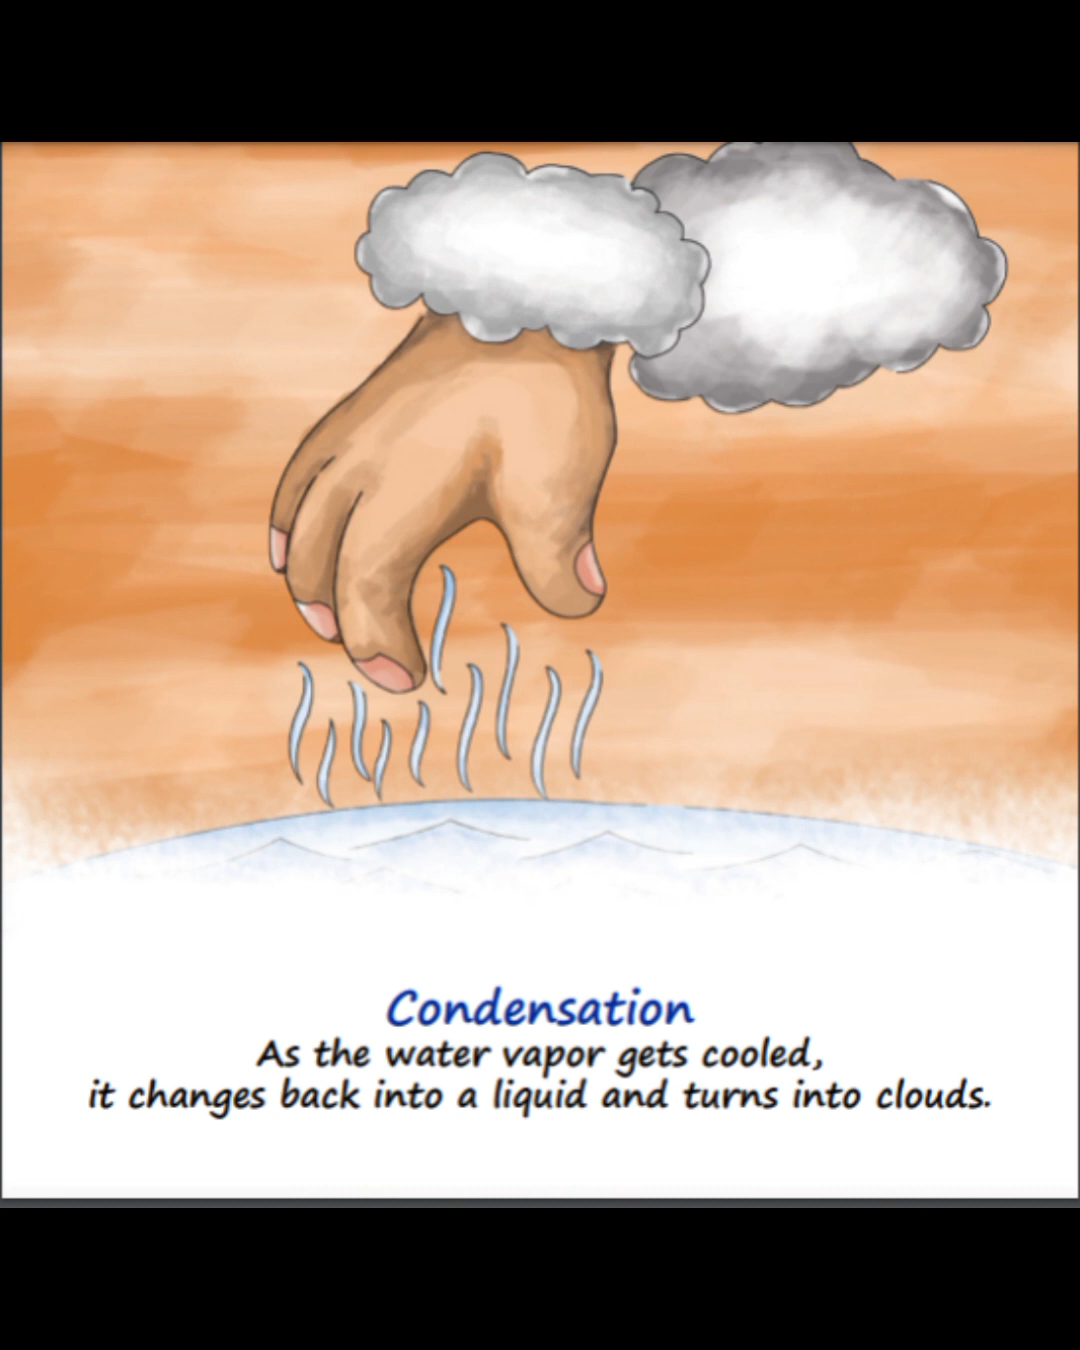 Condensation
As the water vapor gets cooled,
it changes back into a liquid and turns into clouds.